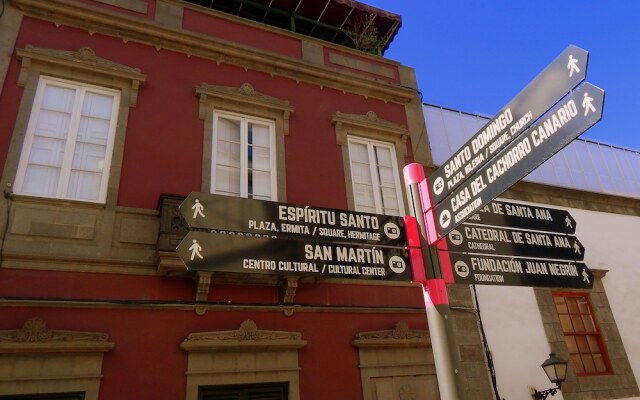 SANTO DOMINGO
PLAZA, IGLESIA / SQUARE, CHURCH
CASA DEL CACHORRO CANARIO
ASSOCIATION
ESPÍRITU SANTO
PLAZA, ERMITA / SQUARE, HERMITAGE
SAN MARTÍN
CENTRO CULTURAL / CULTURAL CENTER
DE SANTA ANA
CATEDRAL DE SANTA ANA
CATHEDRAL
FUNDACIÓN JUAN NEGRÍN
FOUNDATION